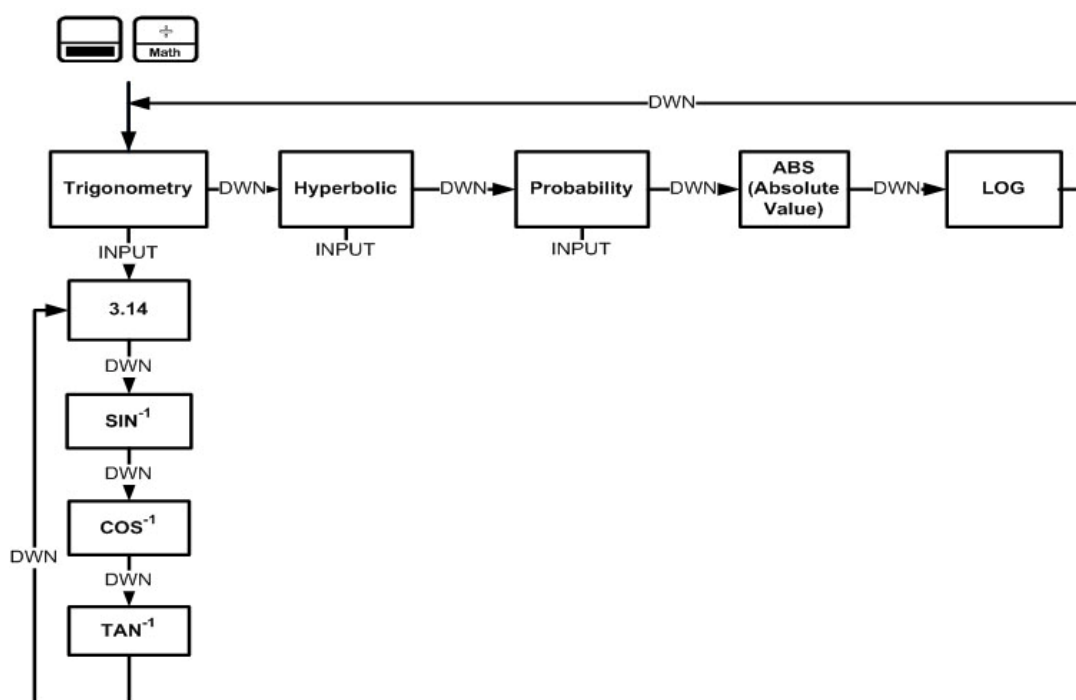 ÷
Math
DWN
Trigonometry
DWN
Hyperbolic
DWN
Probability
DWN
ABS
(Absolute
Value)
DWN
LOG
INPUT
INPUT
INPUT
3.14
DWN
SIN⁻¹
DWN
COS⁻¹
DWN
DWN
TAN⁻¹